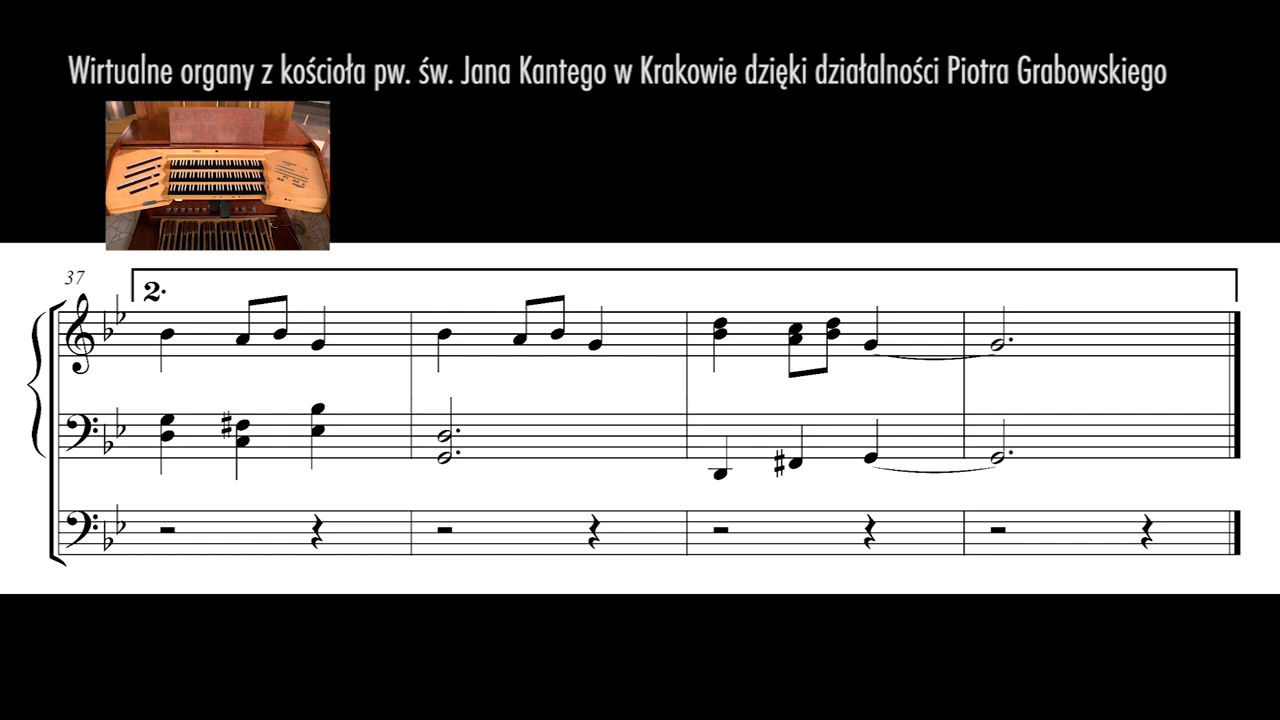 Wirtualne organy z kościoła pw. św. Jana Kantego w Krakowie dzięki działalności Piotra Grabowskiego
37
2.